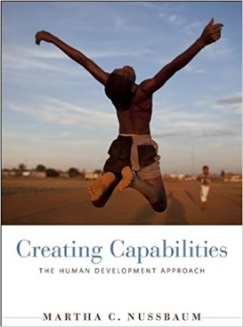 Creating Capabilities
THE HUMAN DEVELOPMENT APPROACH
MARTHA C. NUSSBAUM